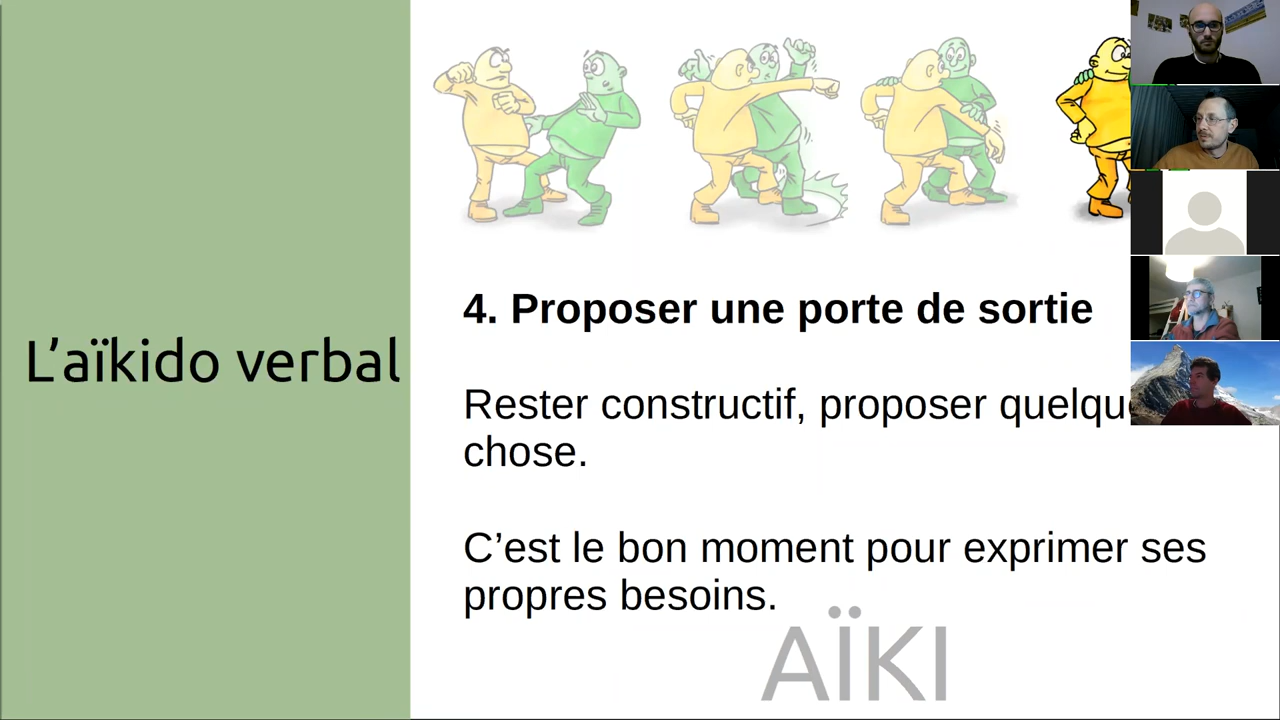 L’aïkido verbal
4. Proposer une porte de sortie
Rester constructif, proposer
chose.
C’est le bon moment pour exprimer ses
propres besoins.
AÏKI